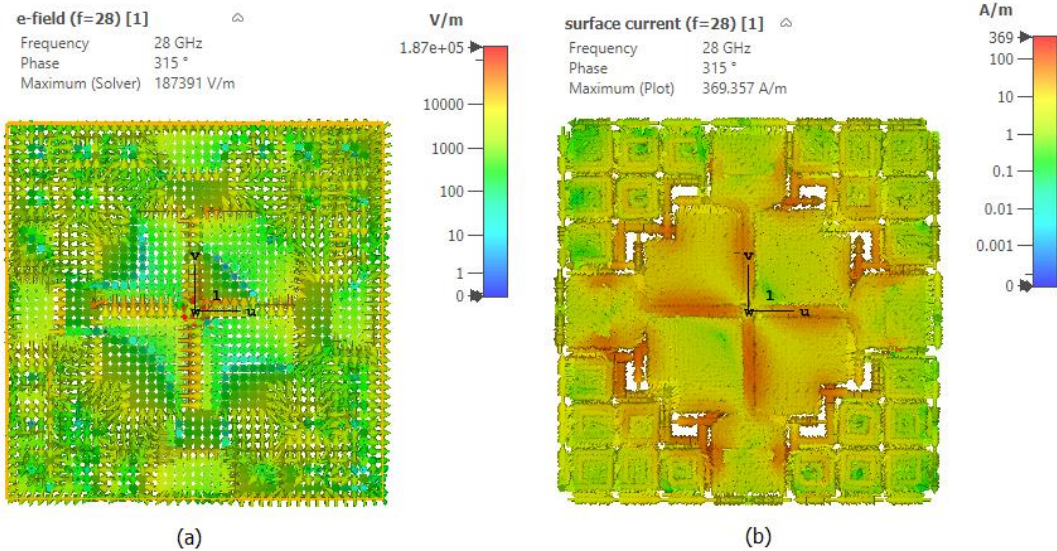 e-field (f=28) [1]
Frequency 28 GHz
Phase 315 °
Maximum (Solver) 187391 V/m
V/m
1.87e+05
10000
1000
100
10
1
0
v
1
w u
(a)
surface current (f=28) [1]
Frequency 28 GHz
Phase 315 °
Maximum (Plot) 369.357 A/m
A/m
369
100
10
1
0.1
0.01
0.001
0
v
1
w u
(b)